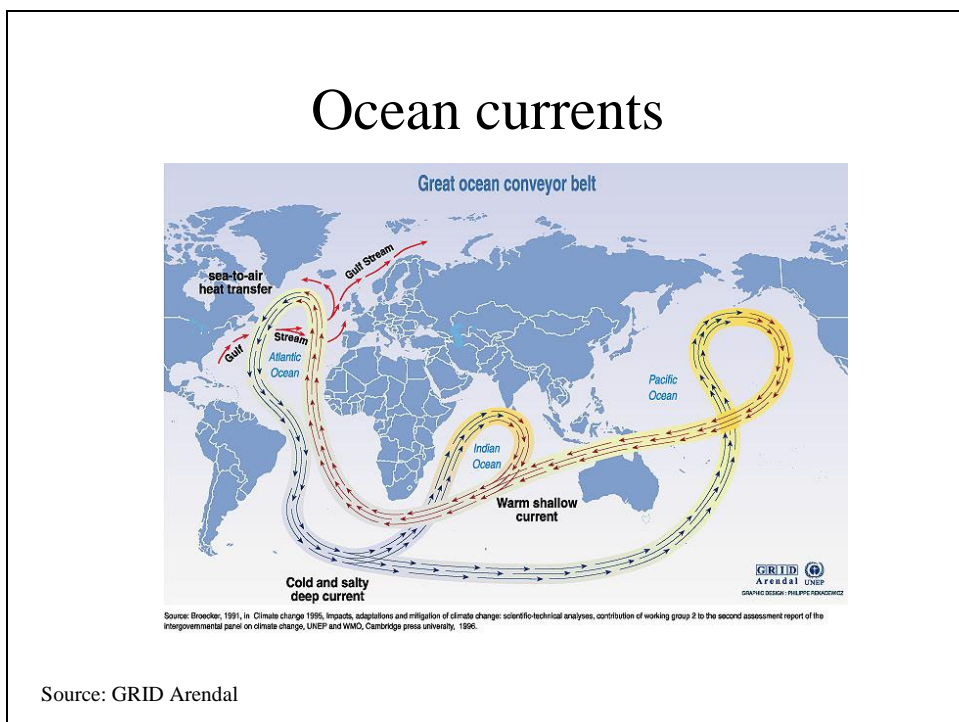 Ocean currents
Great ocean conveyor belt
sea-to-air
heat transfer
Gulf Stream
Gulf
Stream
Atlantic
Ocean
Pacific
Ocean
Indian
Ocean
Warm shallow
current
Cold and salty
deep current
GRID
Arendal
UNEP
GRAPHIC DESIGN : PHILIPPE REKACEWICZ
Source: Broecker, 1991, in Climate change 1995, Impacts, adaptations and mitigation of climate change: scientific-technical analyses, contribution of working group 2 to the second assessment report of the
intergovernmental panel on climate change, UNEP and WMO, Cambridge press university, 1996.
Source: GRID Arendal